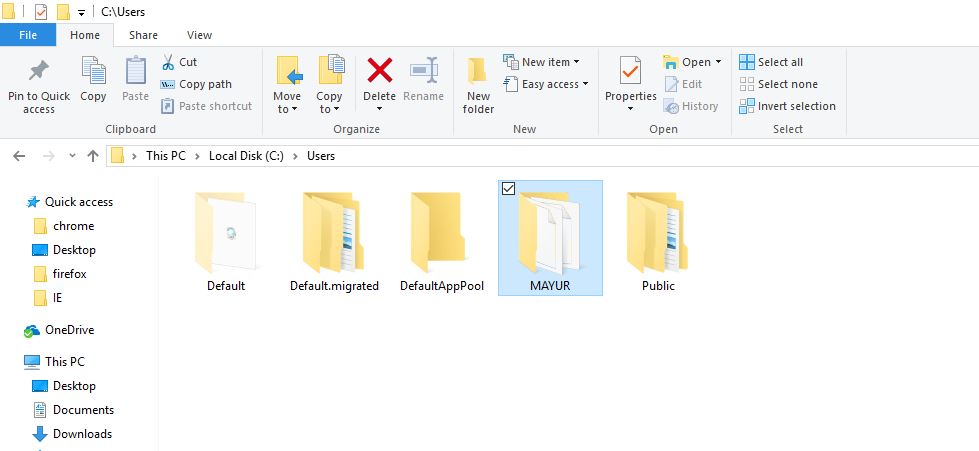 C:\Users
File Home Share View
Pin to Quick access
Copy
Paste
Cut
Copy path
Paste shortcut
Clipboard
Move to
Copy to
Delete
Rename
Organize
New folder
New item
Easy access
New
Properties
Open
Edit
History
Open
Select all
Select none
Invert selection
Select
This PC Local Disk (C:) Users
Quick access
chrome
Desktop
firefox
IE
OneDrive
This PC
Desktop
Documents
Downloads
Default
Default.migrated
DefaultAppPool
MAYUR
Public